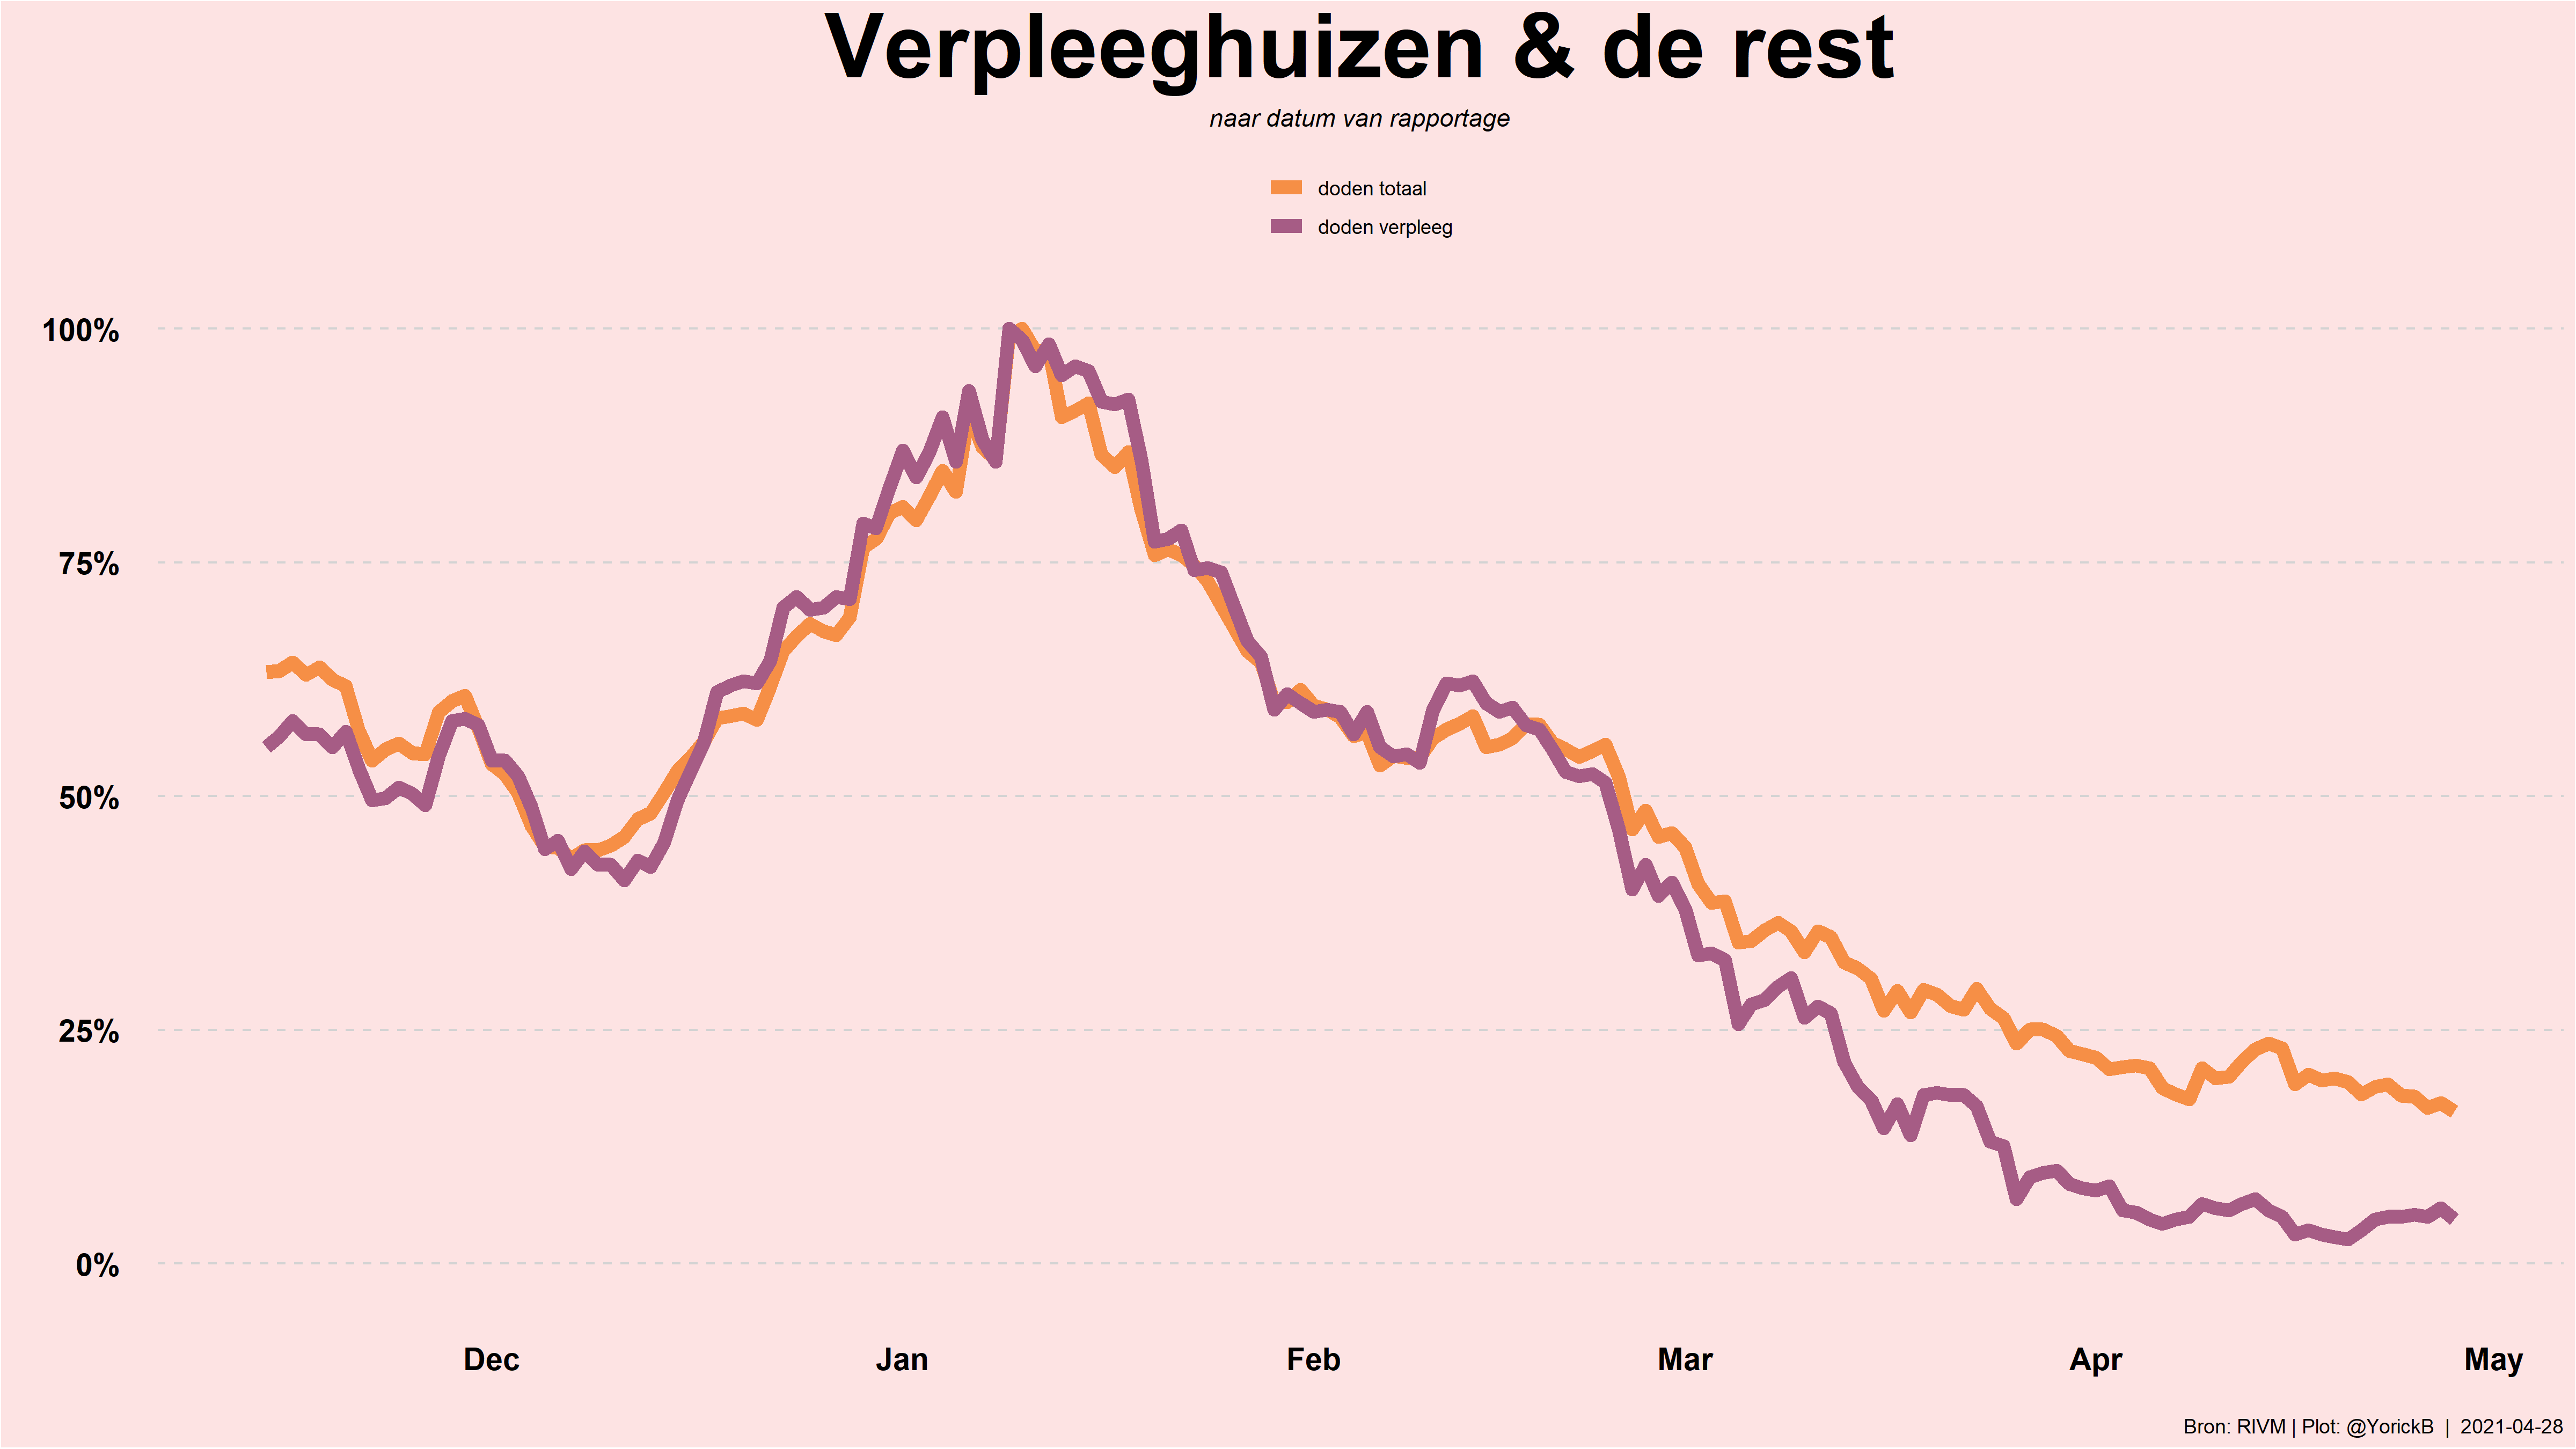 Verpleeghuizen & de rest
naar datum van rapportage
doden totaal
doden verpleeg
100%
75%
50%
25%
0%
Dec Jan Feb Mar Apr May
Bron: RIVM | Plot: @YorickB | 2021-04-28